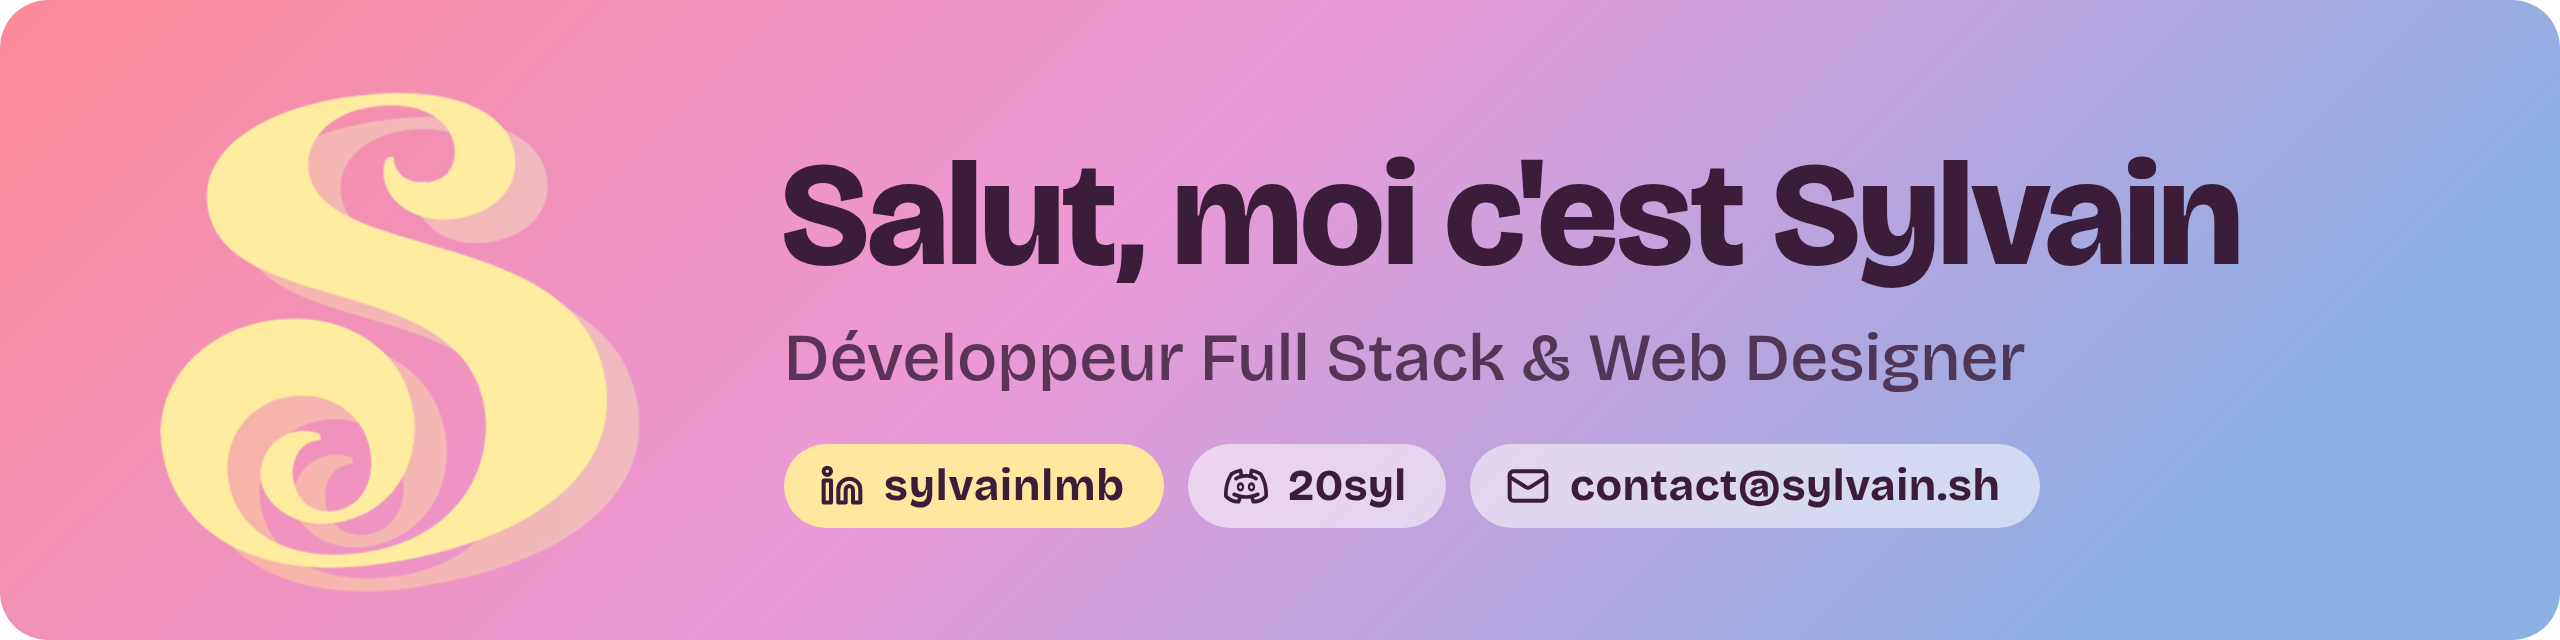 S
Salut, moi c'est Sylvain
Développeur Full Stack & Web Designer
sylvainlmb
20syl
contact@sylvain.sh